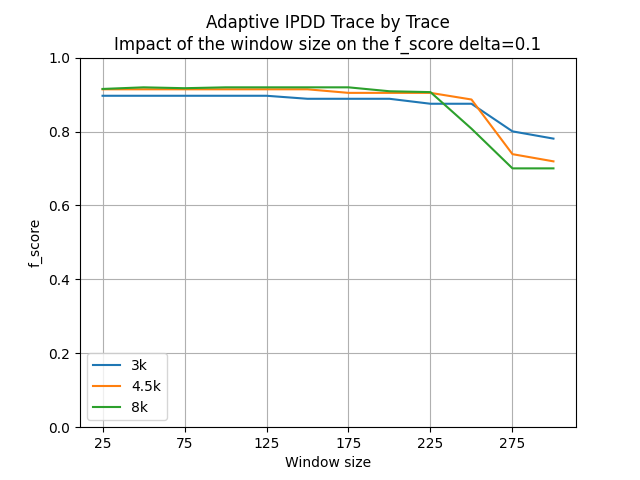 Adaptive IPDD Trace by Trace
Impact of the window size on the f_score delta=0.1
1.0
0.8
0.6
0.4
0.2
0.0
f_score
3k
4.5k
8k
25 75 125 175 225 275
Window size